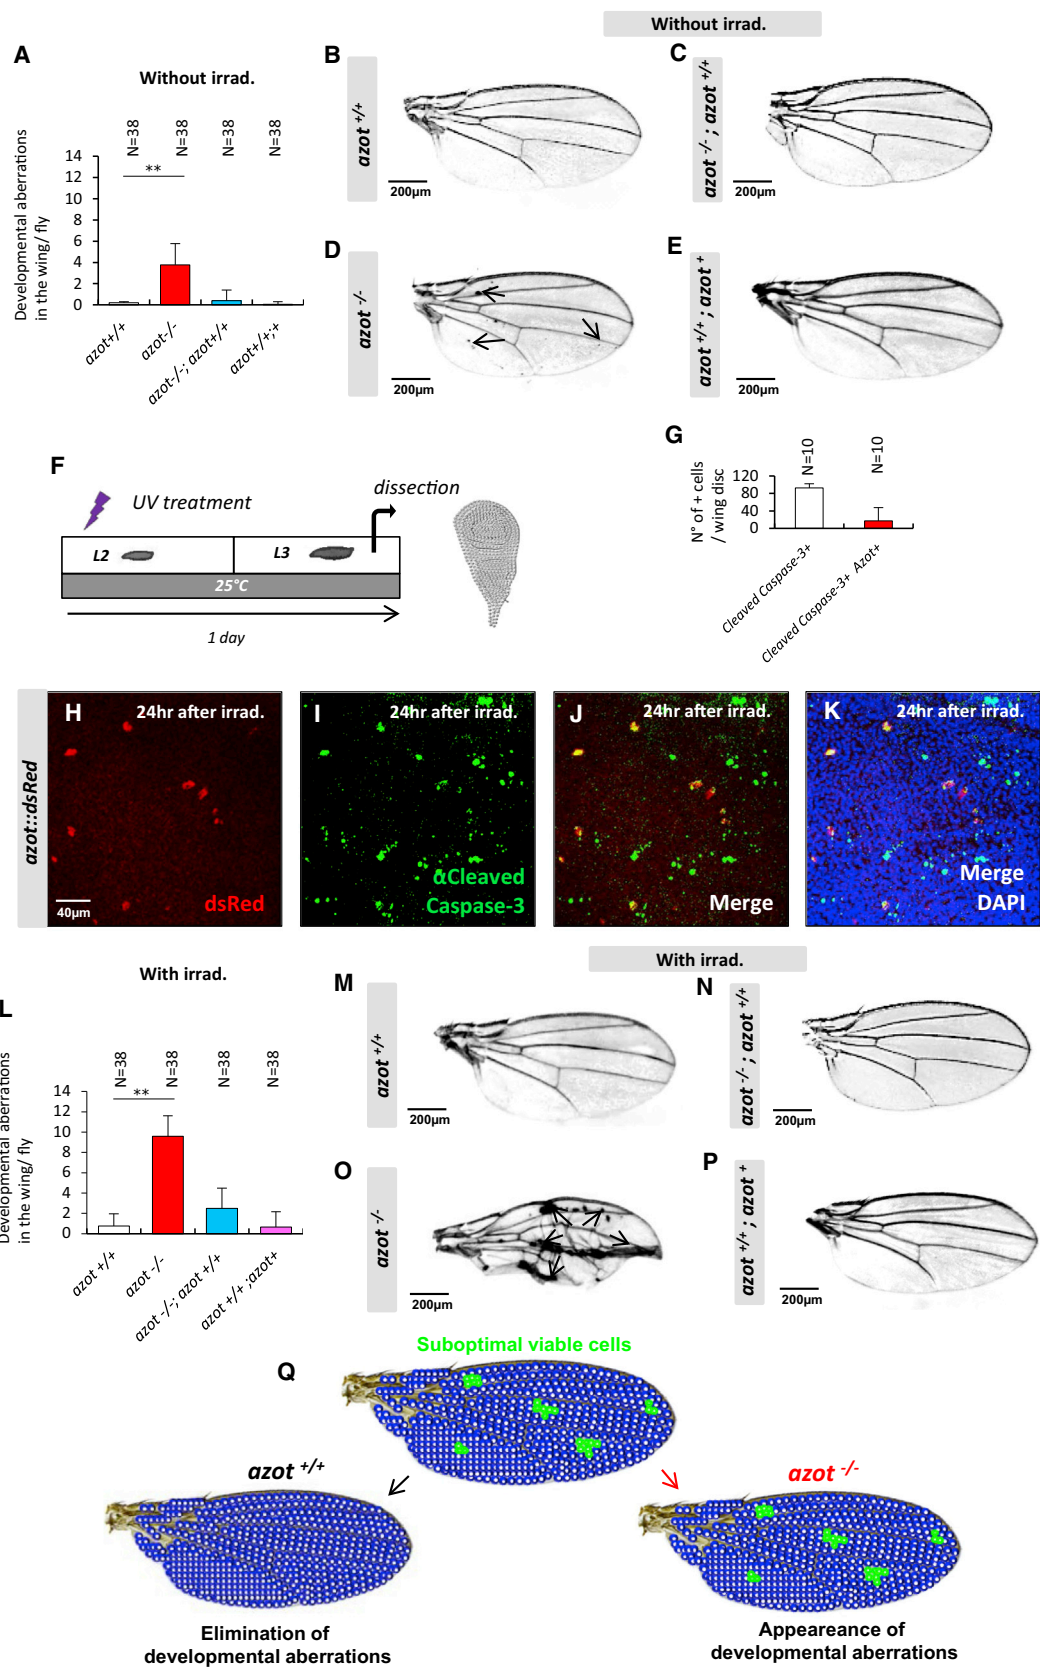 Without irrad.
A
Without irrad.
Developmental aberrations
in the wing/ fly
N=38
N=38
N=38
N=38
**
14
12
10
8
6
4
2
0
azot+/+
azot-/-
azot-/-; azot+/+
azot+/+;+
B
azot +/+
200µm
C
azot -/-; azot +/+
200µm
D
azot -/-
200µm
E
azot +/+; azot +
200µm
F
UV treatment
dissection
L2
L3
25°C
1 day
G
N° of + cells
/ wing disc
N=10
N=10
120
80
40
0
Cleaved Caspase-3+
Cleaved Caspase-3+ Azot+
azot::dsRed
H
24hr after irrad.
40µm
dsRed
I
24hr after irrad.
αCleaved
Caspase-3
J
24hr after irrad.
Merge
K
24hr after irrad.
Merge
DAPI
With irrad.
With irrad.
L
Developmental aberrations
in the wing/ fly
N=38
N=38
N=38
N=38
**
14
12
10
8
6
4
2
0
azot +/+
azot -/-
azot -/-; azot +/+
azot +/+ ;azot+
M
azot +/+
200µm
N
azot -/-; azot +/+
200µm
O
azot -/-
200µm
P
azot +/+; azot +
200µm
Suboptimal viable cells
Q
azot +/+
azot -/-
Elimination of
developmental aberrations
Appeareance of
developmental aberrations